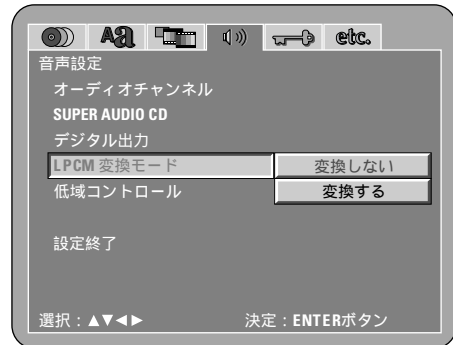 Aあ etc.
音声設定
オーディオチャンネル
SUPER AUDIO CD
デジタル出力
LPCM 変換モード 変換しない
低域コントロール 変換する
設定終了
選択：▲▼◀▶ 決定：ENTERボタン